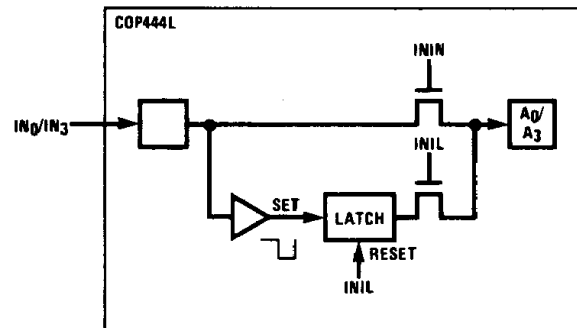 COP444L
ININ
IN0/IN3
A0/
A3
INIL
SET
LATCH
RESET
INIL